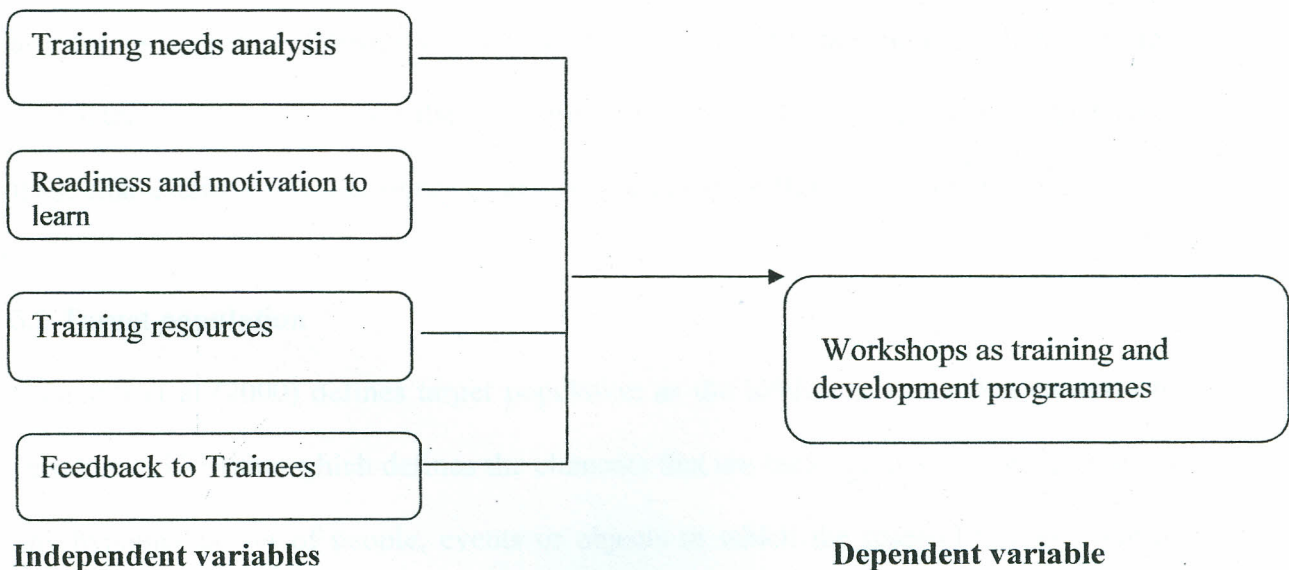 Training needs analysis
Readiness and motivation to
learn
Training resources
Workshops as training and
development programmes
Feedback to Trainees
Independent variables
Dependent variable